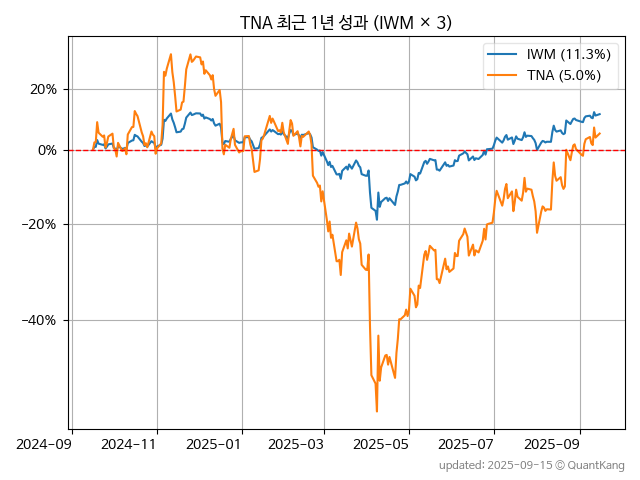 TNA 최근 1년 성과 (IWM × 3)
IWM (11.3%)
TNA (5.0%)
20%
0%
−20%
−40%
2024-09
2024-11
2025-01
2025-03
2025-05
2025-07
2025-09
updated: 2025-09-15 © QuantKang